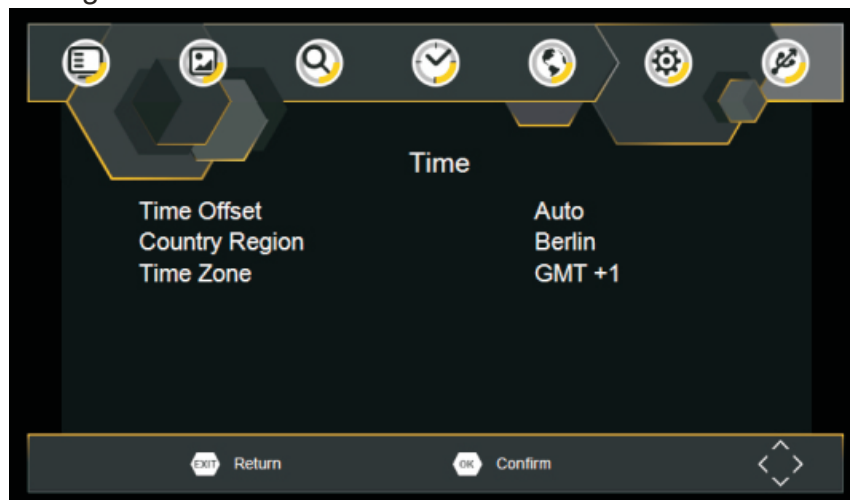 Time
Time Offset Auto
Country Region Berlin
Time Zone GMT +1
EXIT Return OK Confirm